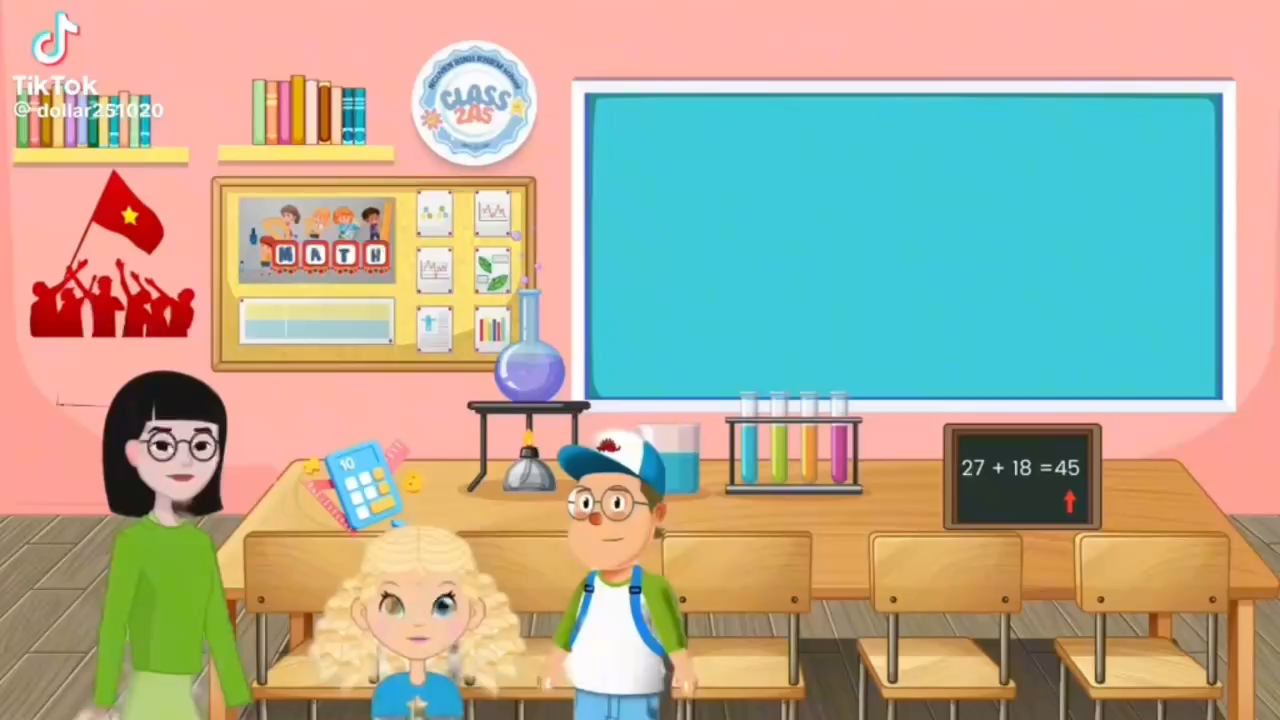 TikTok
@dollar251020
CLASS
2A5
MATH
10
27 + 18 =45